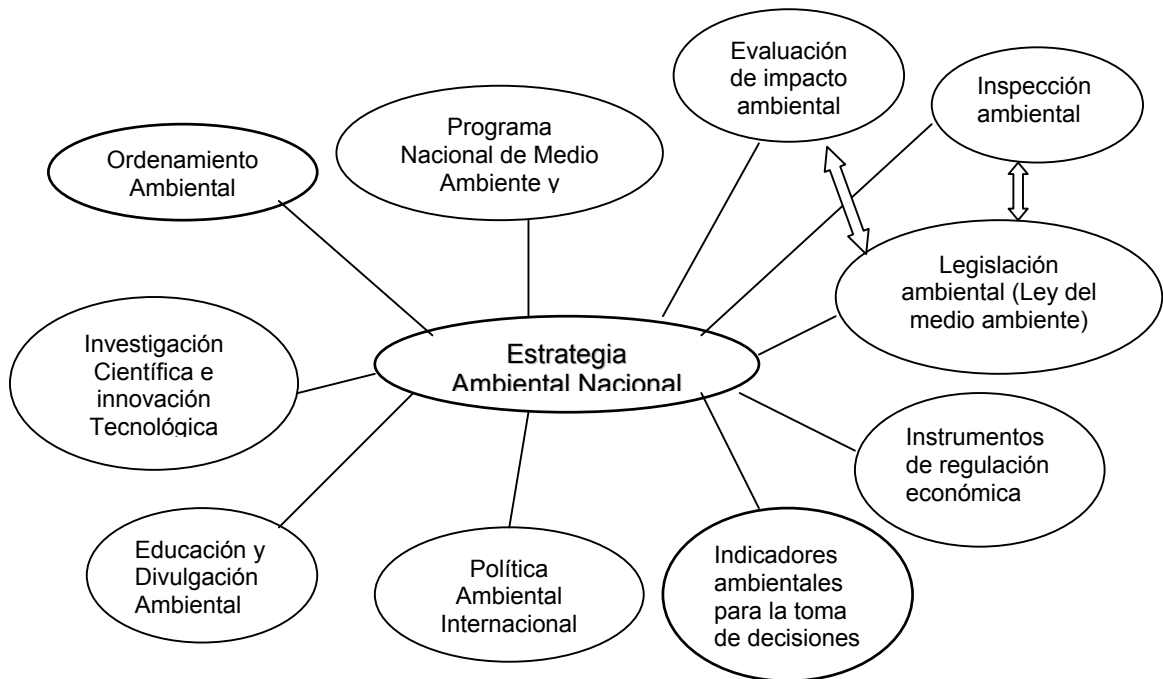 Evaluación
de impacto
ambiental
Inspección
ambiental
Programa
Nacional de Medio
Ambiente y
Ordenamiento
Ambiental
Legislación
ambiental (Ley del
medio ambiente)
Investigación
Científica e
innovación
Tecnológica
Estrategia
Ambiental Nacional
Instrumentos
de regulación
económica
Educación y
Divulgación
Ambiental
Política
Ambiental
Internacional
Indicadores
ambientales
para la toma
de decisiones